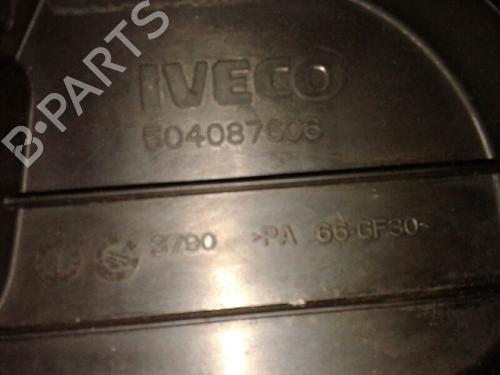 B-PARTS
IVECO
504087606
3790 >PA 66-GF30<